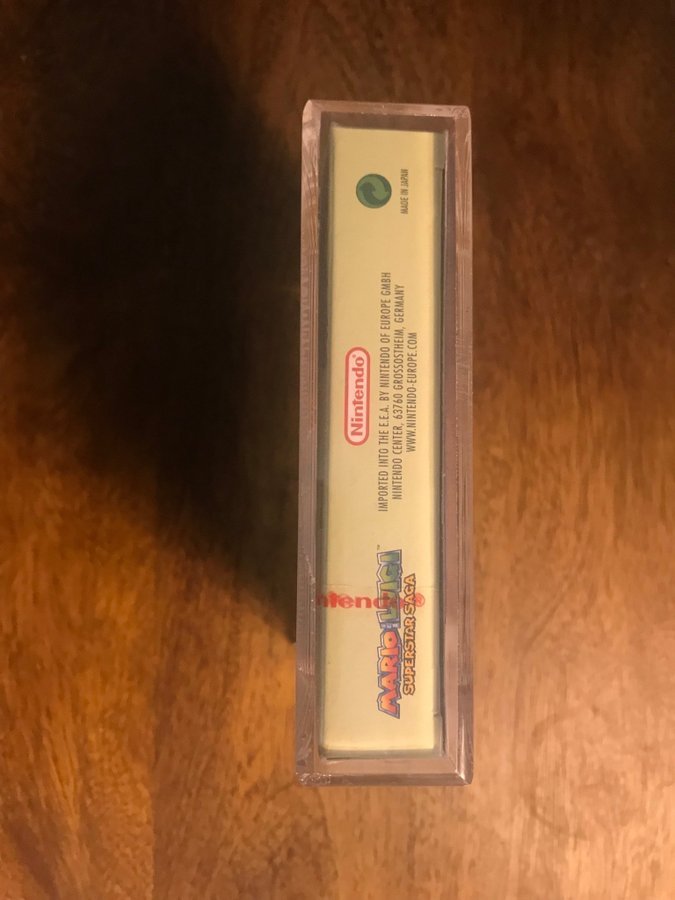 MARIO & LUIGI™
SUPERSTAR SAGA
Nintendo®
Nintendo®
IMPORTED INTO THE E.E.A. BY NINTENDO OF EUROPE GMBH
NINTENDO CENTER, 63760 GROSSOSTHEIM, GERMANY
WWW.NINTENDO-EUROPE.COM
MADE IN JAPAN